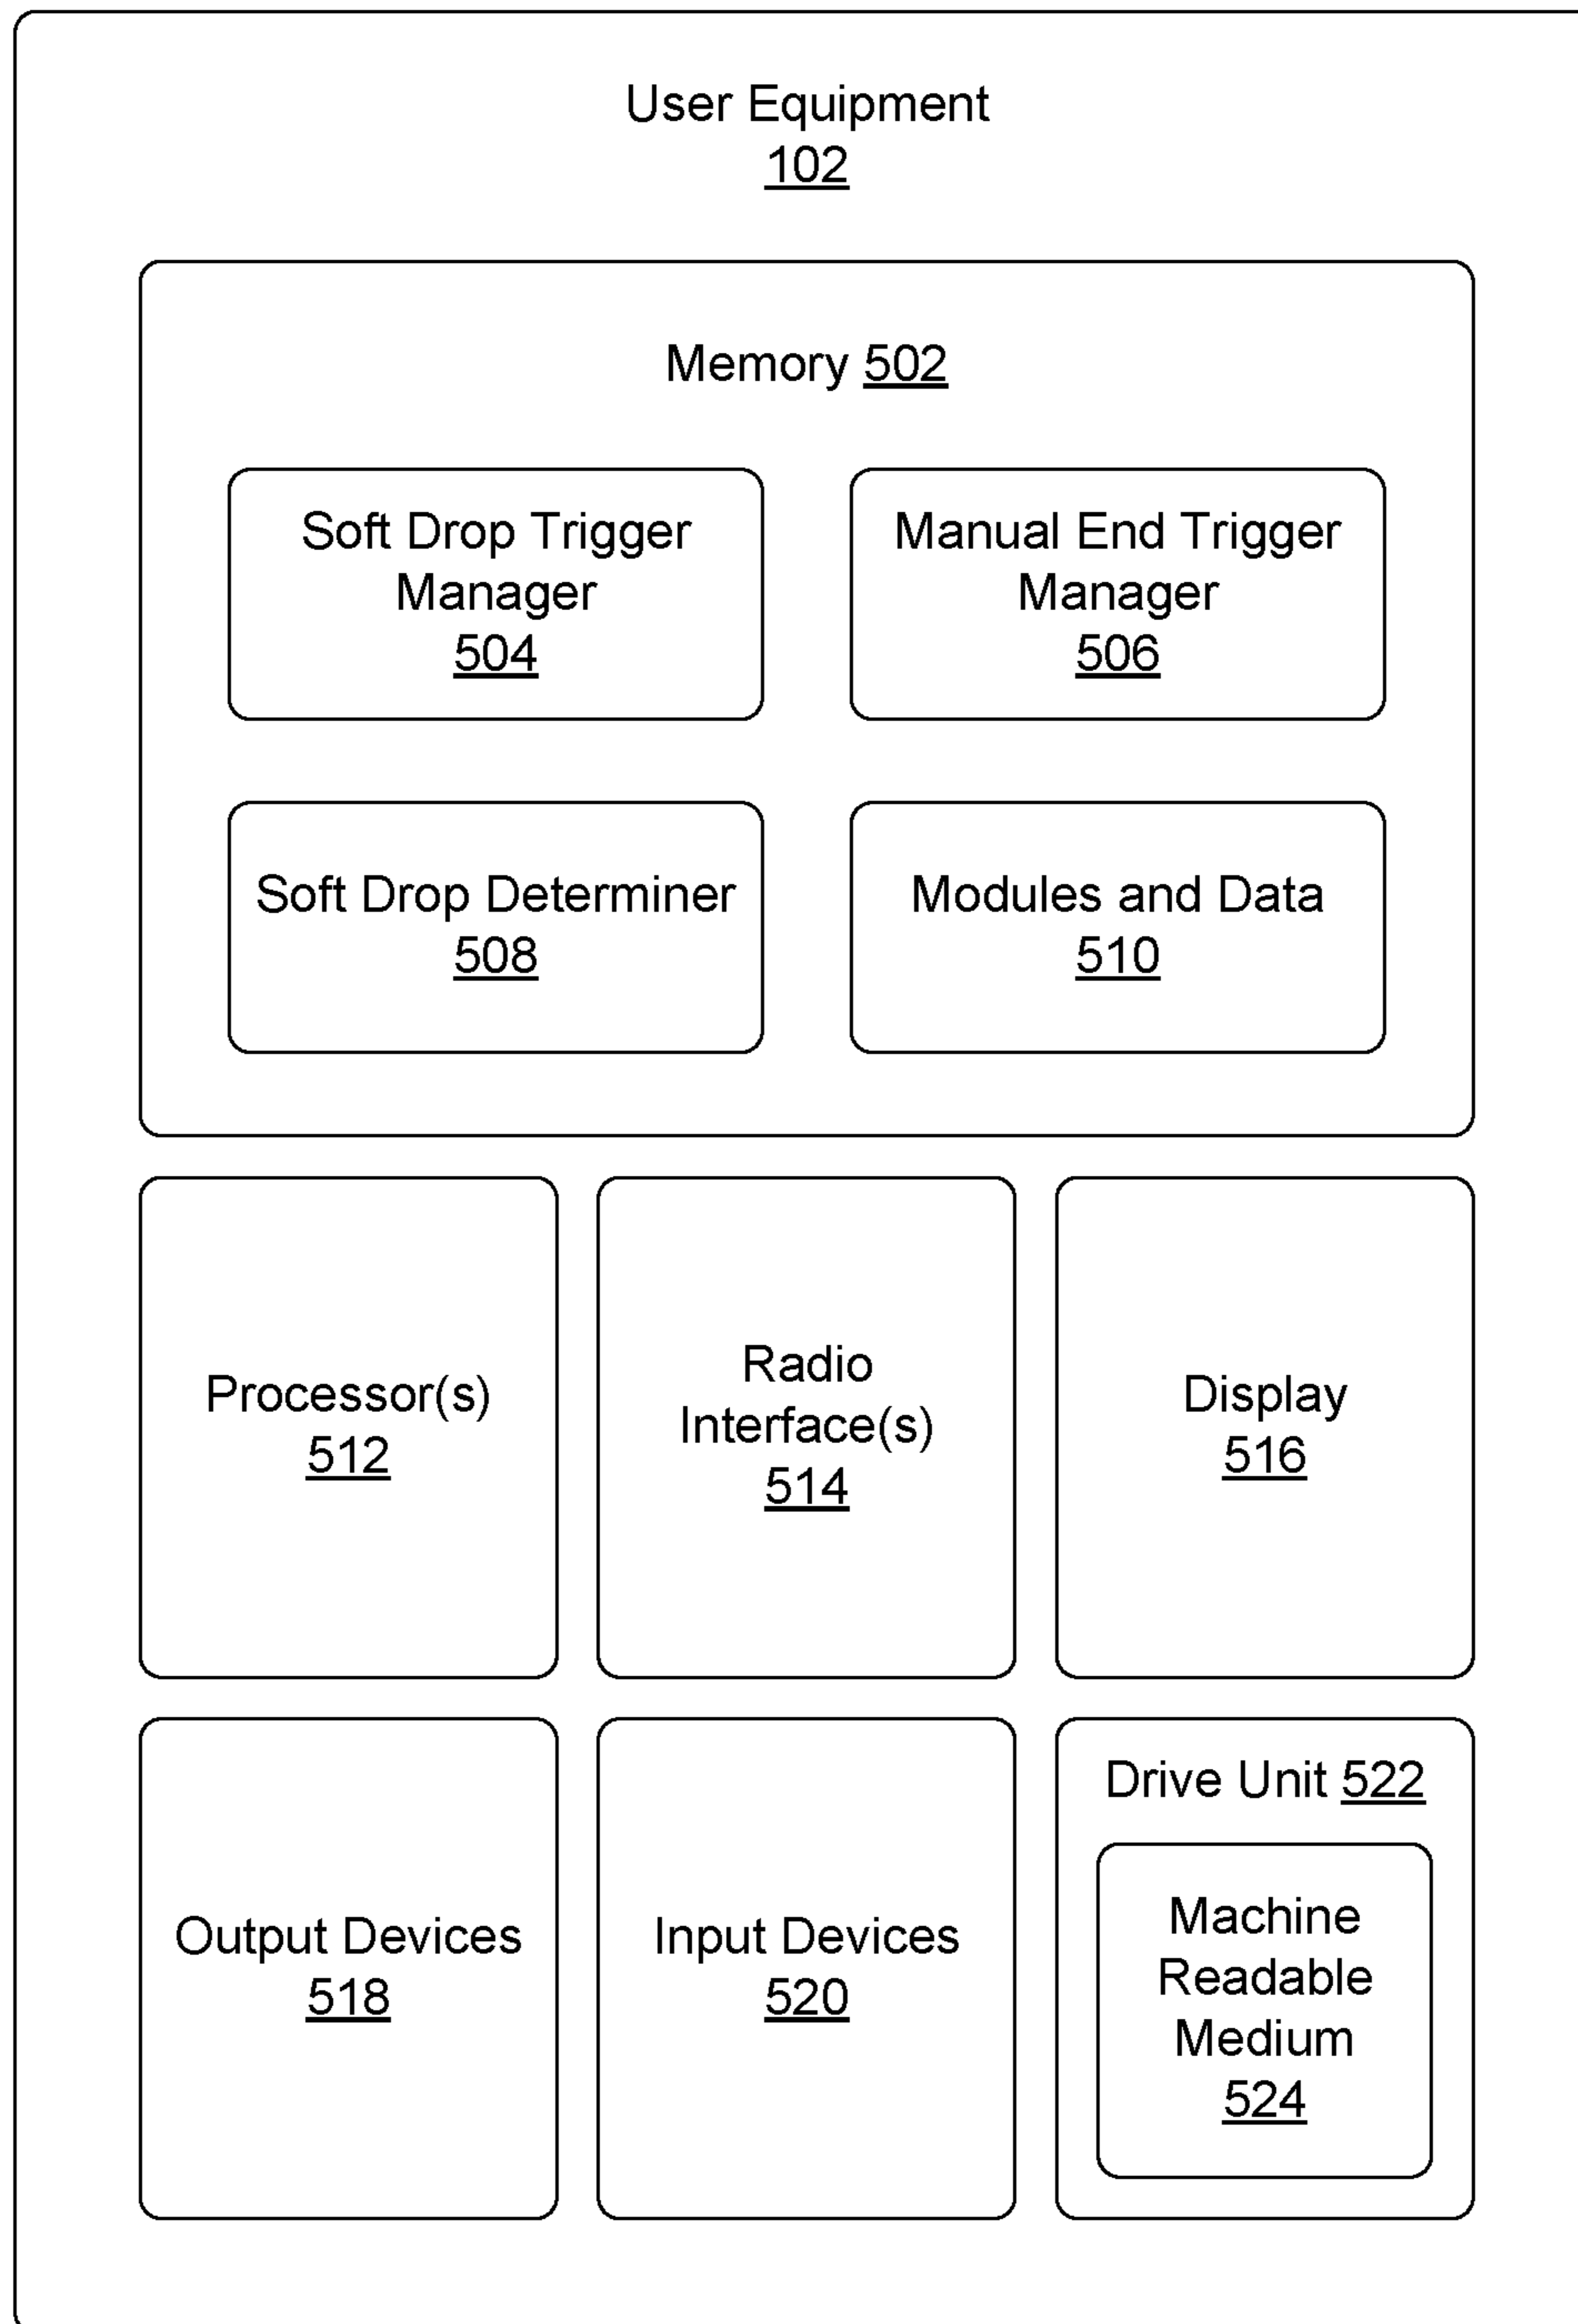 User Equipment
102
Memory 502
Soft Drop Trigger
Manager
504
Manual End Trigger
Manager
506
Soft Drop Determiner
508
Modules and Data
510
Processor(s)
512
Radio
Interface(s)
514
Display
516
Output Devices
518
Input Devices
520
Drive Unit 522
Machine
Readable
Medium
524